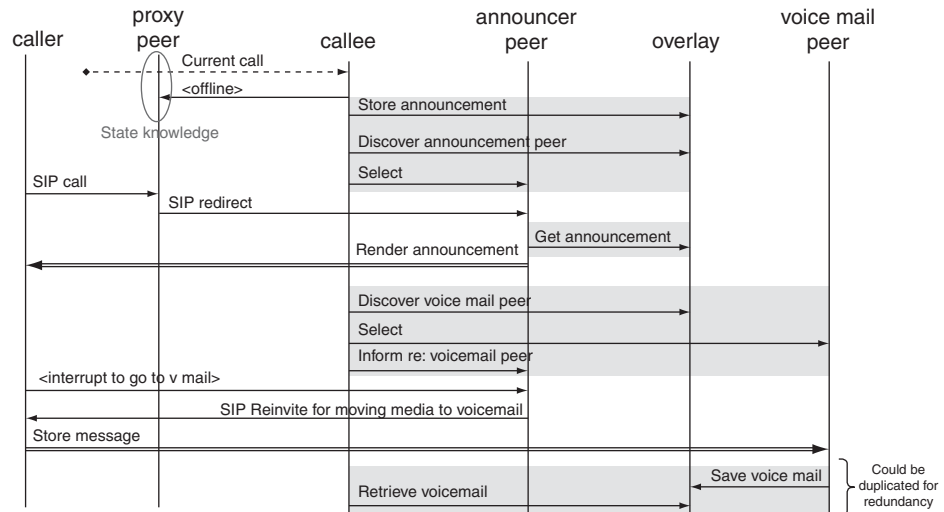 caller
proxy
peer
callee
announcer
peer
overlay
voice mail
peer
Current call
<offline>
State knowledge
Store announcement
Discover announcement peer
Select
SIP call
SIP redirect
Get announcement
Render announcement
Discover voice mail peer
Select
Inform re: voicemail peer
<interrupt to go to v mail>
SIP Reinvite for moving media to voicemail
Store message
Save voice mail
Retrieve voicemail
Could be
duplicated for
redundancy